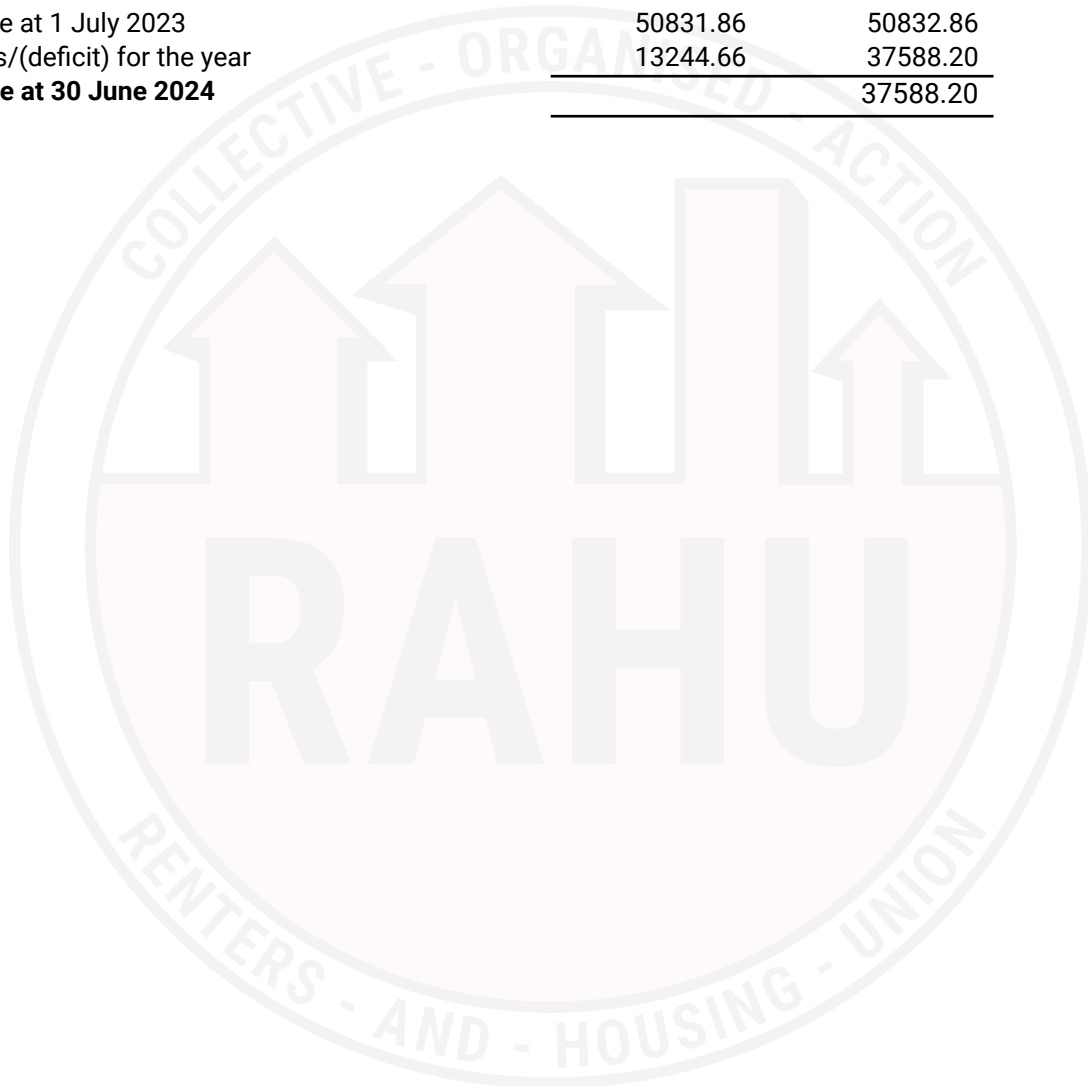 e at 1 July 2023 50831.86 50832.86
s/(deficit) for the year 13244.66 37588.20
e at 30 June 2024 37588.20
COLLECTIVE - ORGANISED - ACTION
RAHU
RENTERS - AND - HOUSING - UNION